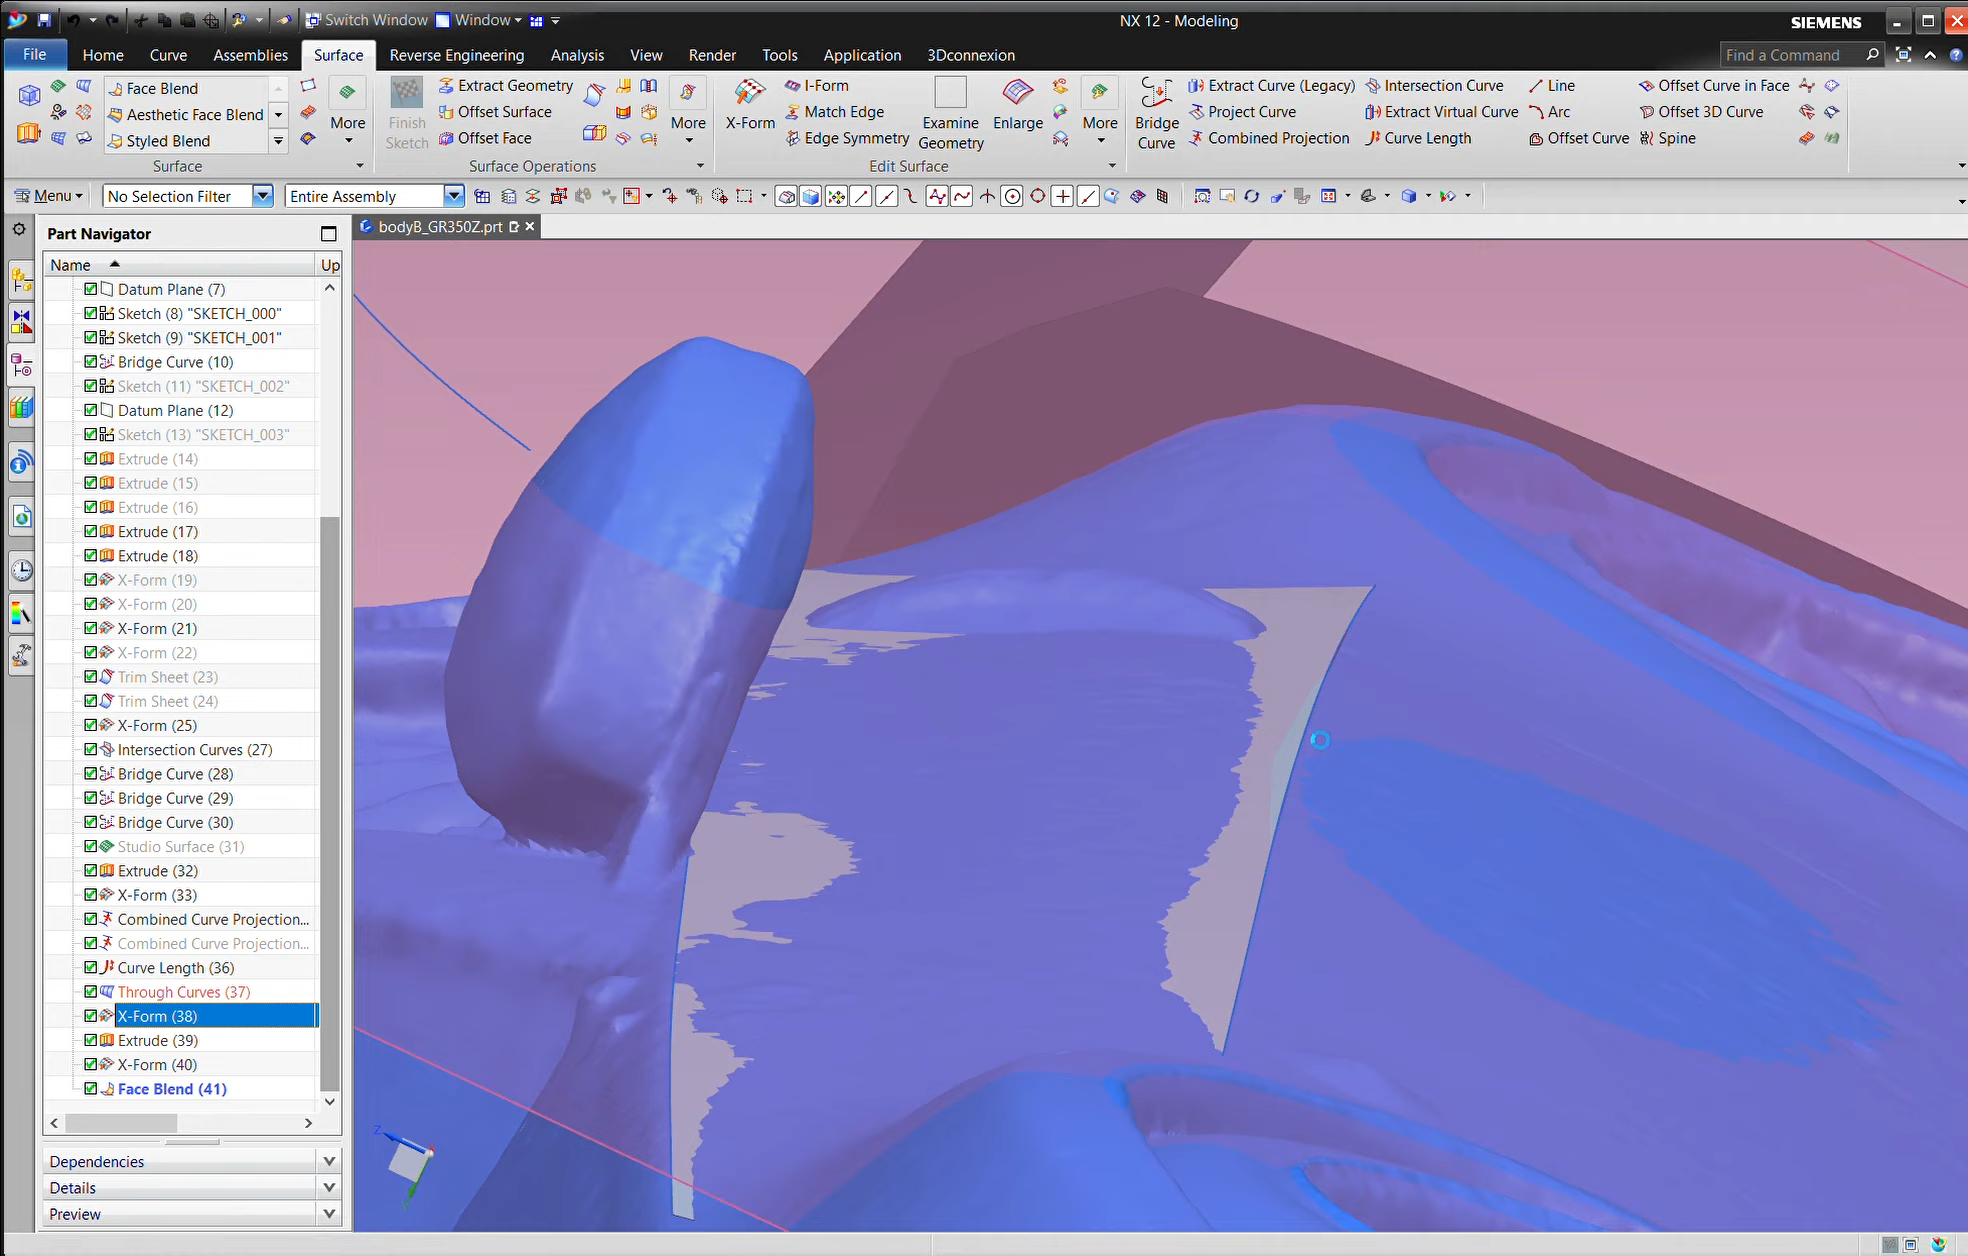 Switch Window Window NX 12 - Modeling SIEMENS
File Home Curve Assemblies Surface Reverse Engineering Analysis View Render Tools Application 3Dconnexion Find a Command
Face Blend
Aesthetic Face Blend
Styled Blend
Surface
More
Finish Sketch
Extract Geometry
Offset Surface
Offset Face
More
Surface Operations
X-Form
I-Form
Match Edge
Edge Symmetry
Examine Geometry
Enlarge
More
Edit Surface
Bridge Curve
Extract Curve (Legacy)
Project Curve
Combined Projection
Intersection Curve
Extract Virtual Curve
Curve Length
Line
Arc
Offset Curve
Offset Curve in Face
Offset 3D Curve
Spine
Menu No Selection Filter Entire Assembly
Part Navigator
bodyB_GR350Z.prt
Name Up
Datum Plane (7)
Sketch (8) "SKETCH_000"
Sketch (9) "SKETCH_001"
Bridge Curve (10)
Sketch (11) "SKETCH_002"
Datum Plane (12)
Sketch (13) "SKETCH_003"
Extrude (14)
Extrude (15)
Extrude (16)
Extrude (17)
Extrude (18)
X-Form (19)
X-Form (20)
X-Form (21)
X-Form (22)
Trim Sheet (23)
Trim Sheet (24)
X-Form (25)
Intersection Curves (27)
Bridge Curve (28)
Bridge Curve (29)
Bridge Curve (30)
Studio Surface (31)
Extrude (32)
X-Form (33)
Combined Curve Projection...
Combined Curve Projection...
Curve Length (36)
Through Curves (37)
X-Form (38)
Extrude (39)
X-Form (40)
Face Blend (41)
Z
Dependencies
Details
Preview